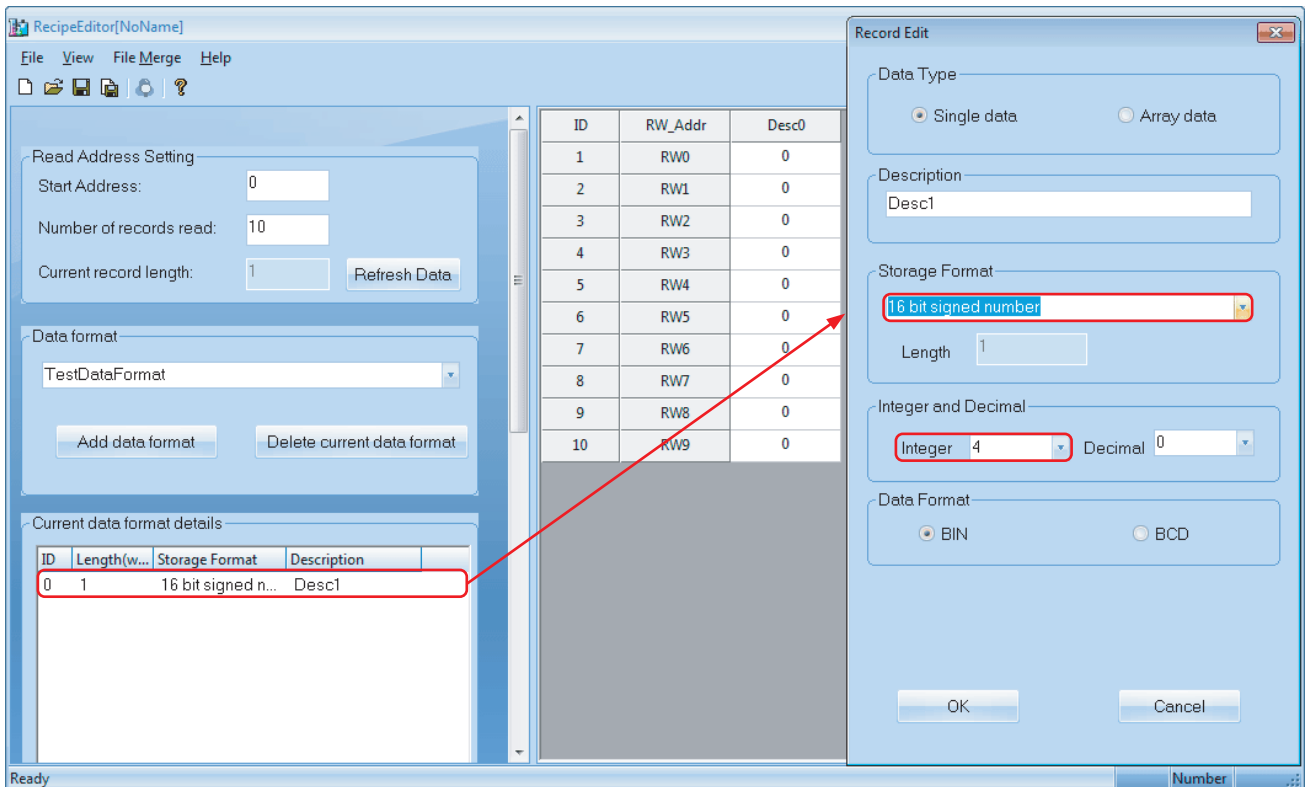 RecipeEditor[NoName]
File View File Merge Help
Read Address Setting
Start Address: 0
Number of records read: 10
Current record length: 1 Refresh Data
Data format
TestDataFormat
Add data format Delete current data format
Current data format details
ID Length(w... Storage Format Description
0 1 16 bit signed n... Desc1
ID RW_Addr Desc0
1 RW0 0
2 RW1 0
3 RW2 0
4 RW3 0
5 RW4 0
6 RW5 0
7 RW6 0
8 RW7 0
9 RW8 0
10 RW9 0
Record Edit
Data Type
Single data Array data
Description
Desc1
Storage Format
16 bit signed number
Length 1
Integer and Decimal
Integer 4 Decimal 0
Data Format
BIN BCD
OK Cancel
Ready Number